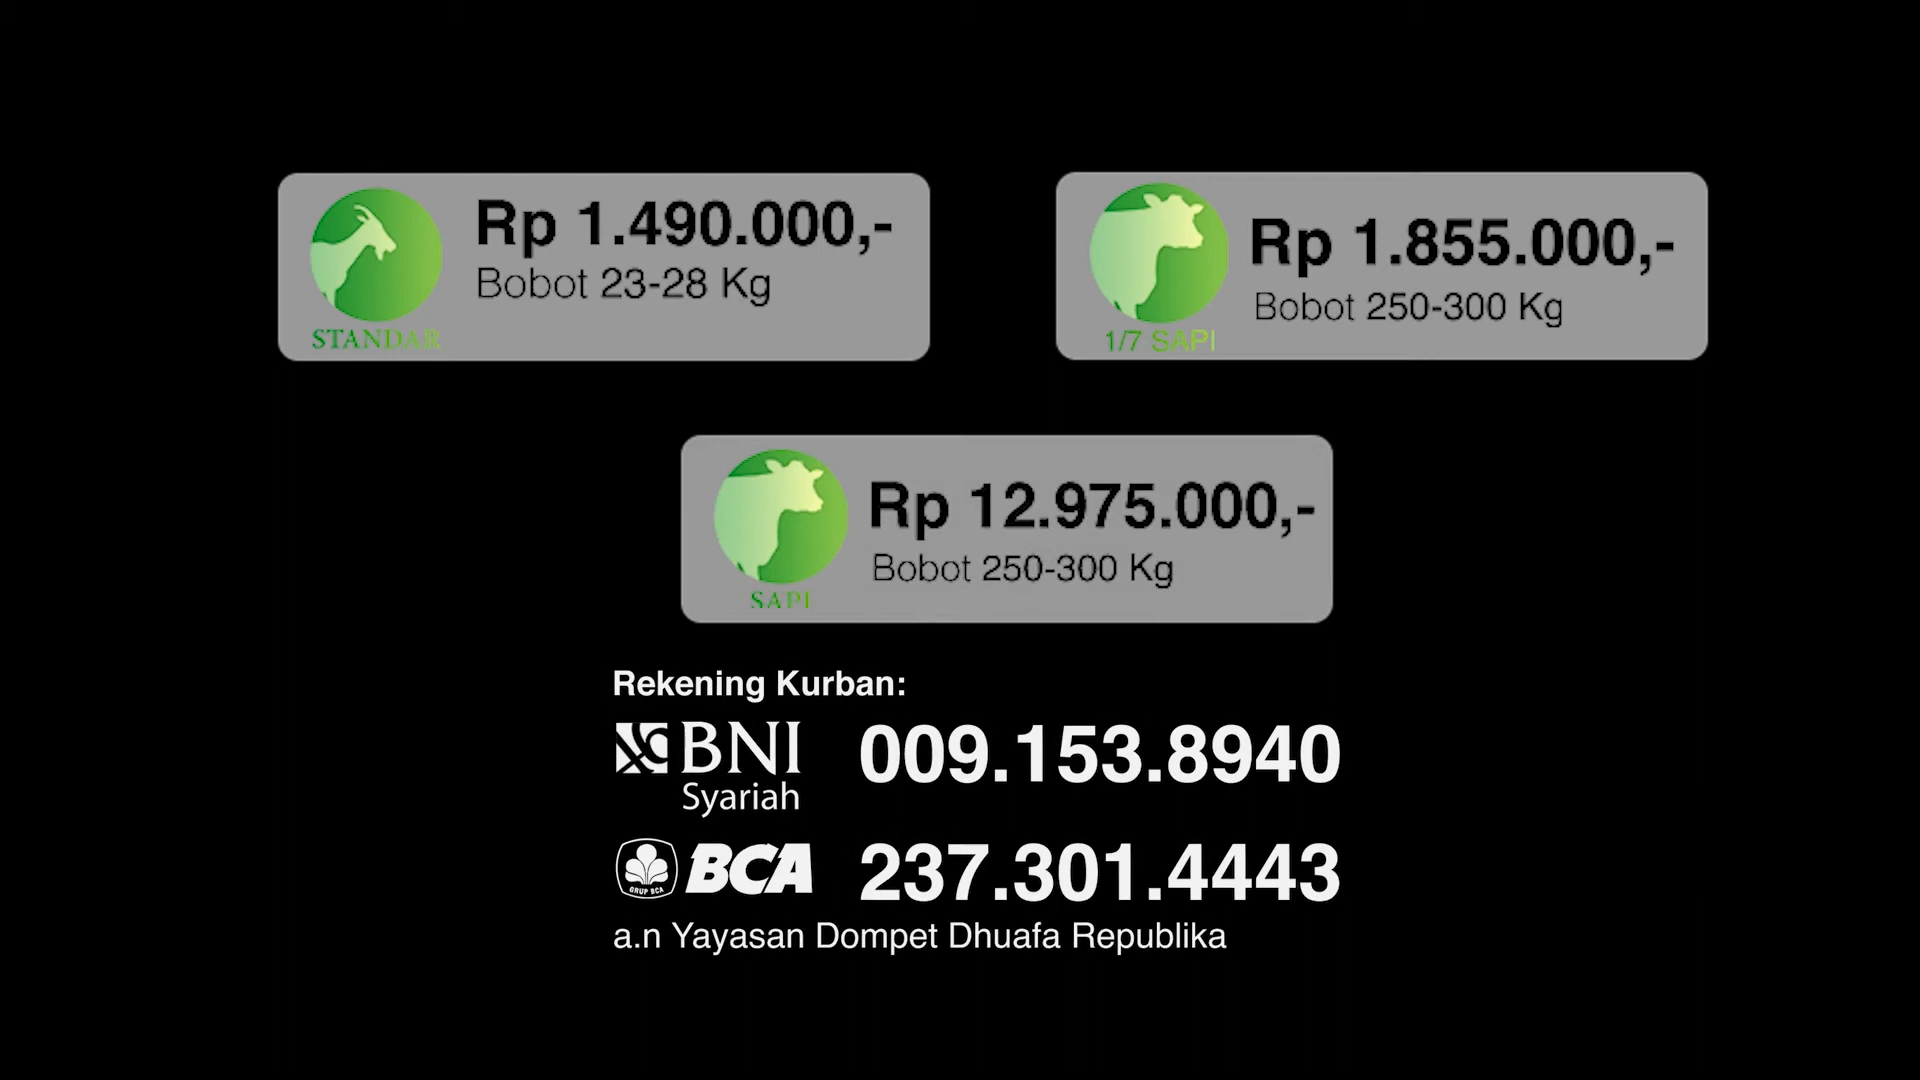 Rp 1.490.000,-
Bobot 23-28 Kg
STANDAR
Rp 1.855.000,-
Bobot 250-300 Kg
1/7 SAPI
Rp 12.975.000,-
Bobot 250-300 Kg
SAPI
Rekening Kurban:
BNI 009.153.8940
Syariah
GRUP BCA BCA 237.301.4443
a.n Yayasan Dompet Dhuafa Republika